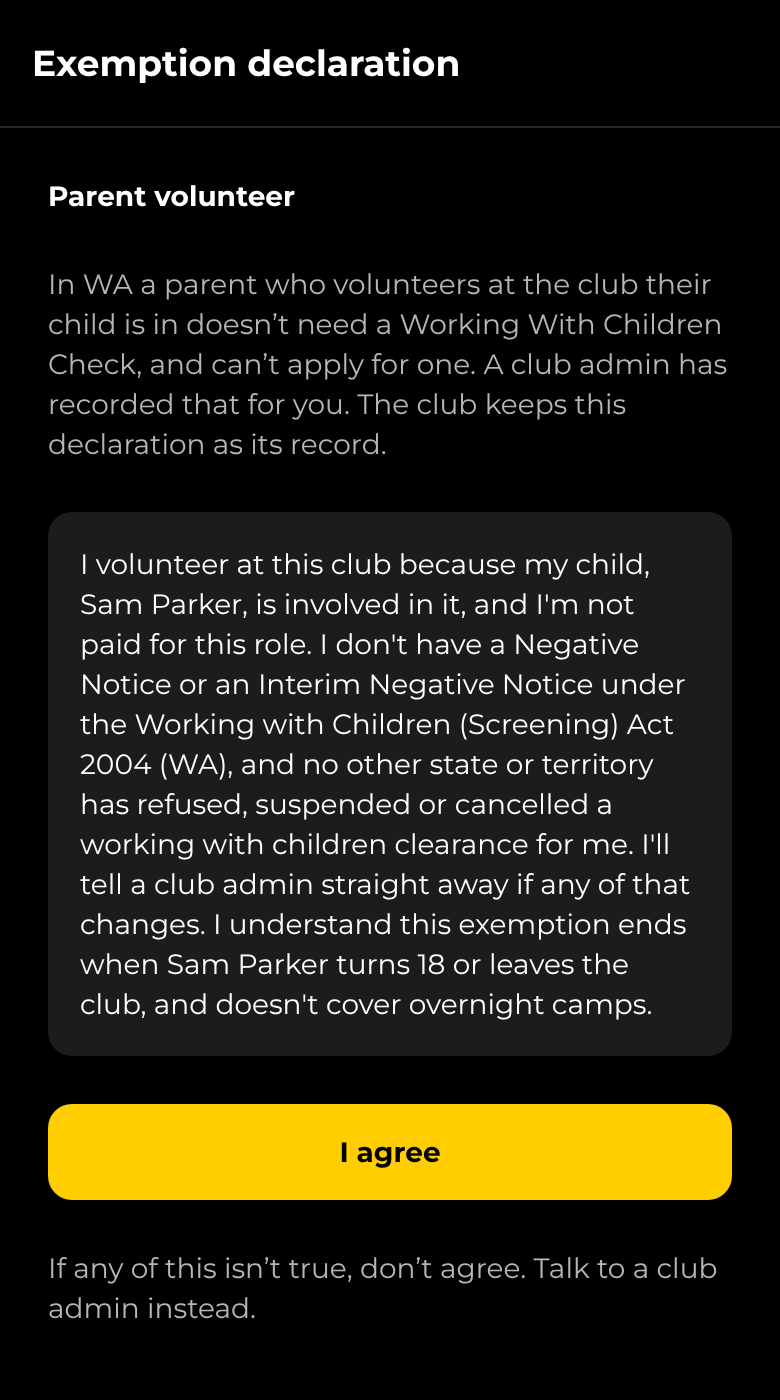 Exemption declaration
Parent volunteer
In WA a parent who volunteers at the club their
child is in doesn’t need a Working With Children
Check, and can’t apply for one. A club admin has
recorded that for you. The club keeps this
declaration as its record.
I volunteer at this club because my child,
Sam Parker, is involved in it, and I'm not
paid for this role. I don't have a Negative
Notice or an Interim Negative Notice under
the Working with Children (Screening) Act
2004 (WA), and no other state or territory
has refused, suspended or cancelled a
working with children clearance for me. I'll
tell a club admin straight away if any of that
changes. I understand this exemption ends
when Sam Parker turns 18 or leaves the
club, and doesn't cover overnight camps.
I agree
If any of this isn’t true, don’t agree. Talk to a club
admin instead.